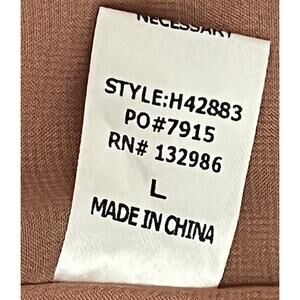 NECESSARY
STYLE:H42883
PO#7915
RN# 132986
L
MADE IN CHINA